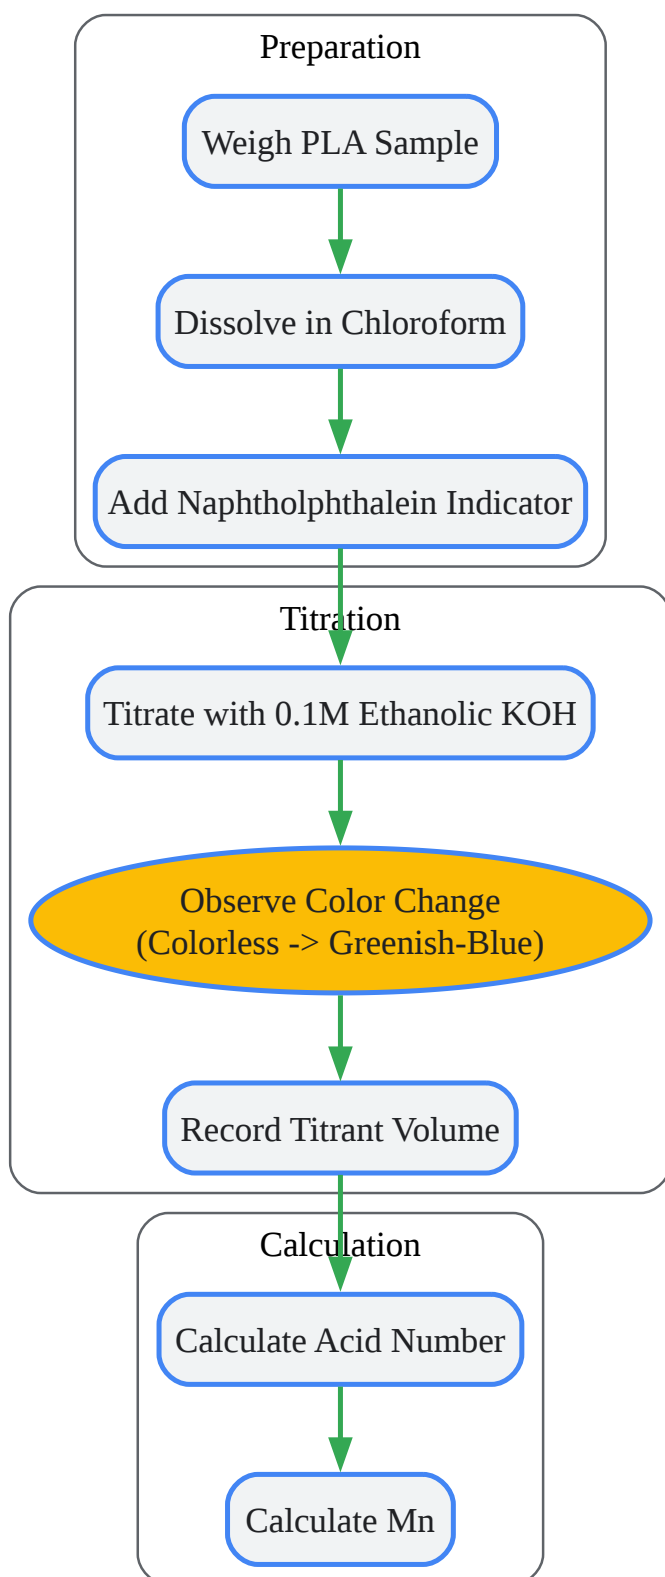 Preparation
Weigh PLA Sample
Dissolve in Chloroform
Add Naphtholphthalein Indicator
Titration
Titrate with 0.1M Ethanolic KOH
Observe Color Change
(Colorless -> Greenish-Blue)
Record Titrant Volume
Calculation
Calculate Acid Number
Calculate Mn